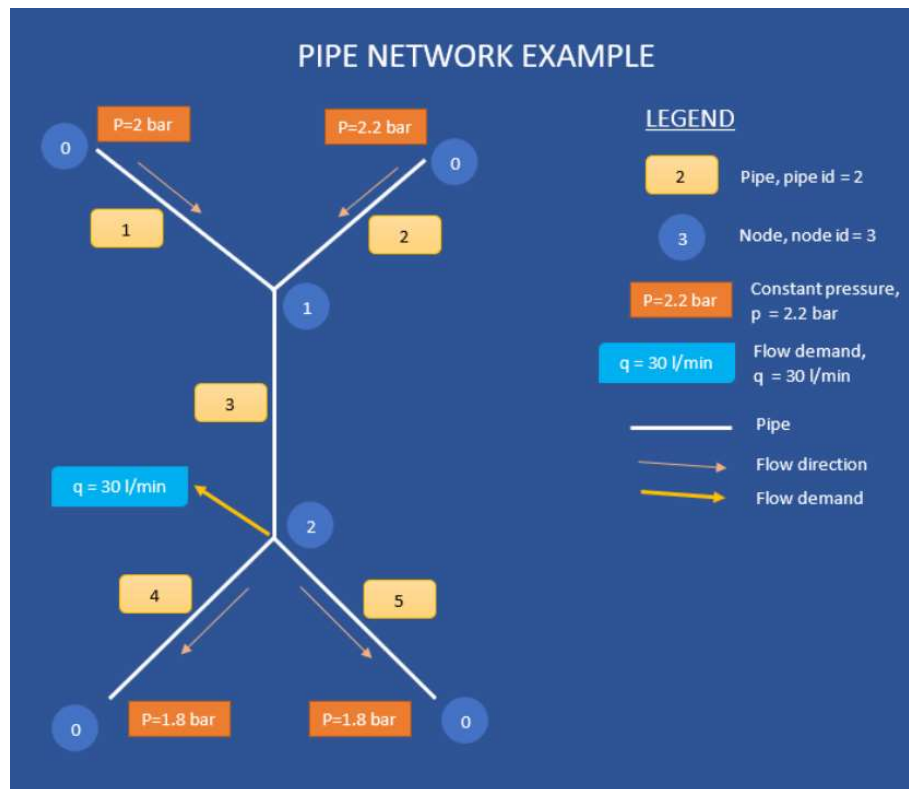 PIPE NETWORK EXAMPLE
P=2 bar
P=2.2 bar
0
0
1
2
1
3
q = 30 l/min
2
4
5
P=1.8 bar
P=1.8 bar
0
0
LEGEND
2
Pipe, pipe id = 2
3
Node, node id = 3
P=2.2 bar
Constant pressure,
p = 2.2 bar
q = 30 l/min
Flow demand,
q = 30 l/min
Pipe
Flow direction
Flow demand